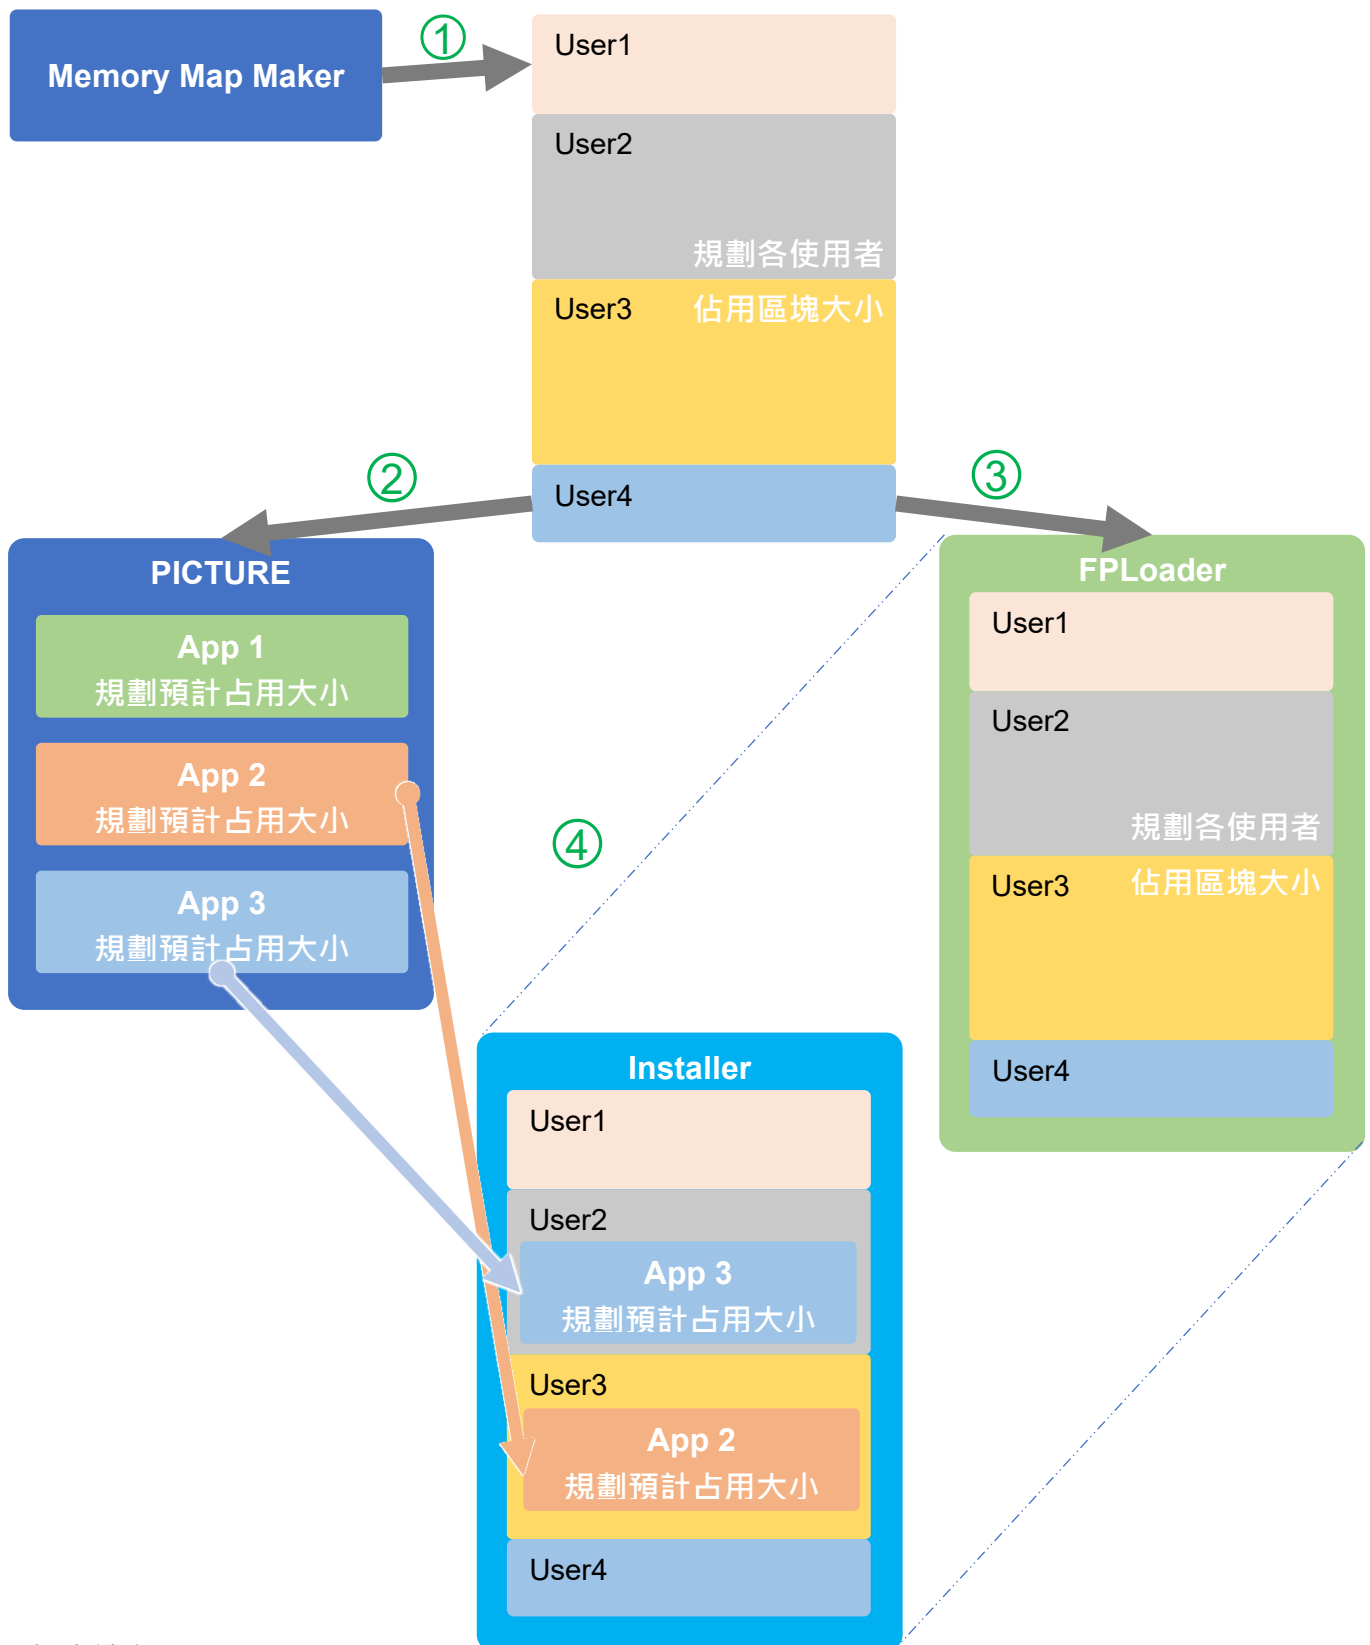 Memory Map Maker
①
User1
User2
規劃各使用者
User3 佔用區塊大小
User4
②
③
PICTURE
App 1
規劃預計占用大小
App 2
規劃預計占用大小
App 3
規劃預計占用大小
④
FPLoader
User1
User2
規劃各使用者
User3 佔用區塊大小
User4
Installer
User1
User2
App 3
規劃預計占用大小
User3
App 2
規劃預計占用大小
User4